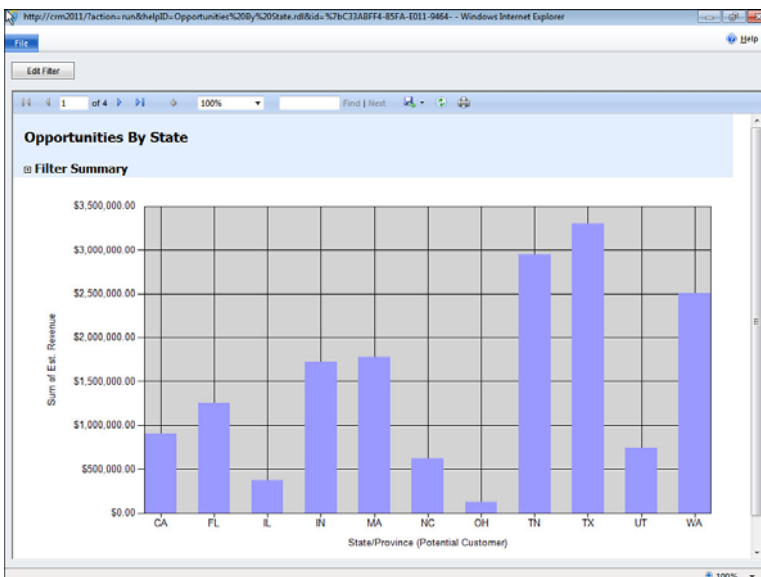 http://crm2011/?action=run&helpID=Opportunities%20By%20State.rdl&id=%7bC33ABFF4-85FA-E011-9464-- - Windows Internet Explorer
File
Help
Edit Filter
1 of 4 100% Find | Next
Opportunities By State
Filter Summary
$3,500,000.00
$3,000,000.00
$2,500,000.00
$2,000,000.00
$1,500,000.00
$1,000,000.00
$500,000.00
$0.00
Sum of Est. Revenue
CA FL IL IN MA NC OH TN TX UT WA
State/Province (Potential Customer)
100%